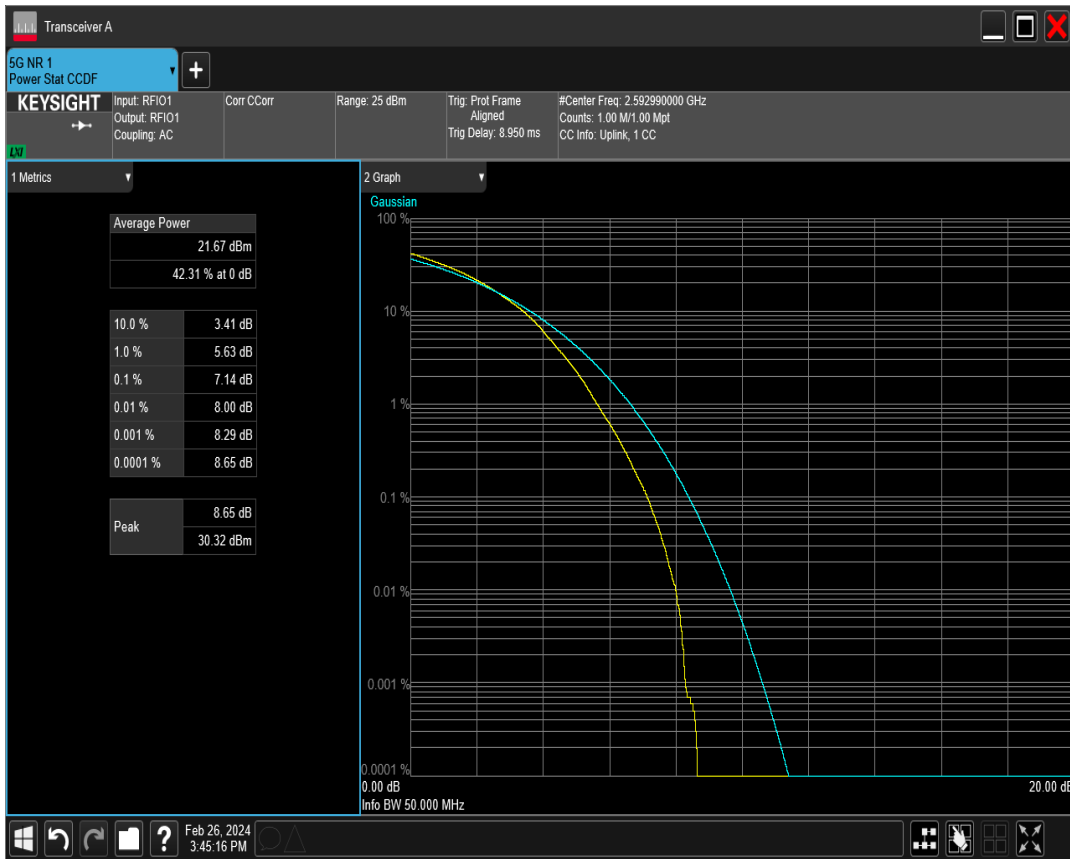 Transceiver A
5G NR 1
Power Stat CCDF
+
KEYSIGHT
LXI
Input: RFIO1
Output: RFIO1
Coupling: AC
Corr CCorr
Range: 25 dBm
Trig: Prot Frame
Aligned
Trig Delay: 8.950 ms
#Center Freq: 2.592990000 GHz
Counts: 1.00 M/1.00 Mpt
CC Info: Uplink, 1 CC
1 Metrics
Average Power
21.67 dBm
42.31 % at 0 dB
10.0 % 3.41 dB
1.0 % 5.63 dB
0.1 % 7.14 dB
0.01 % 8.00 dB
0.001 % 8.29 dB
0.0001 % 8.65 dB
Peak 8.65 dB
30.32 dBm
2 Graph
Gaussian
100 %
10 %
1 %
0.1 %
0.01 %
0.001 %
0.0001 %
0.00 dB 20.00 dB
Info BW 50.000 MHz
?
Feb 26, 2024
3:45:16 PM